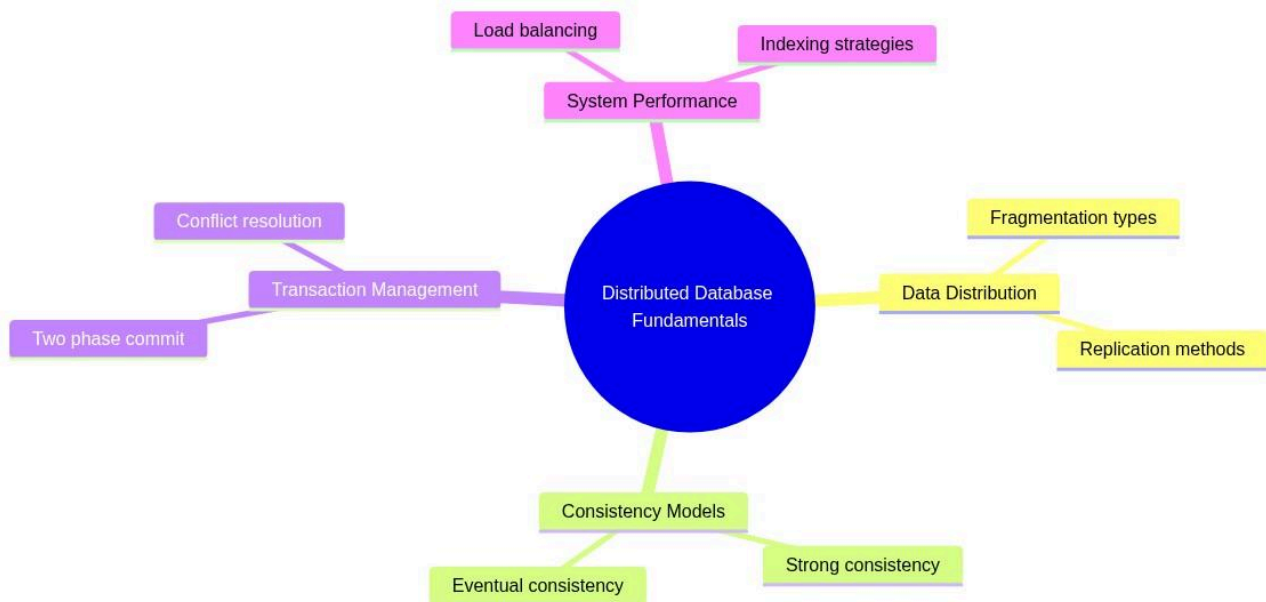 Load balancing
Indexing strategies
System Performance
Conflict resolution
Fragmentation types
Transaction Management
Distributed Database
Fundamentals
Data Distribution
Two phase commit
Replication methods
Consistency Models
Strong consistency
Eventual consistency